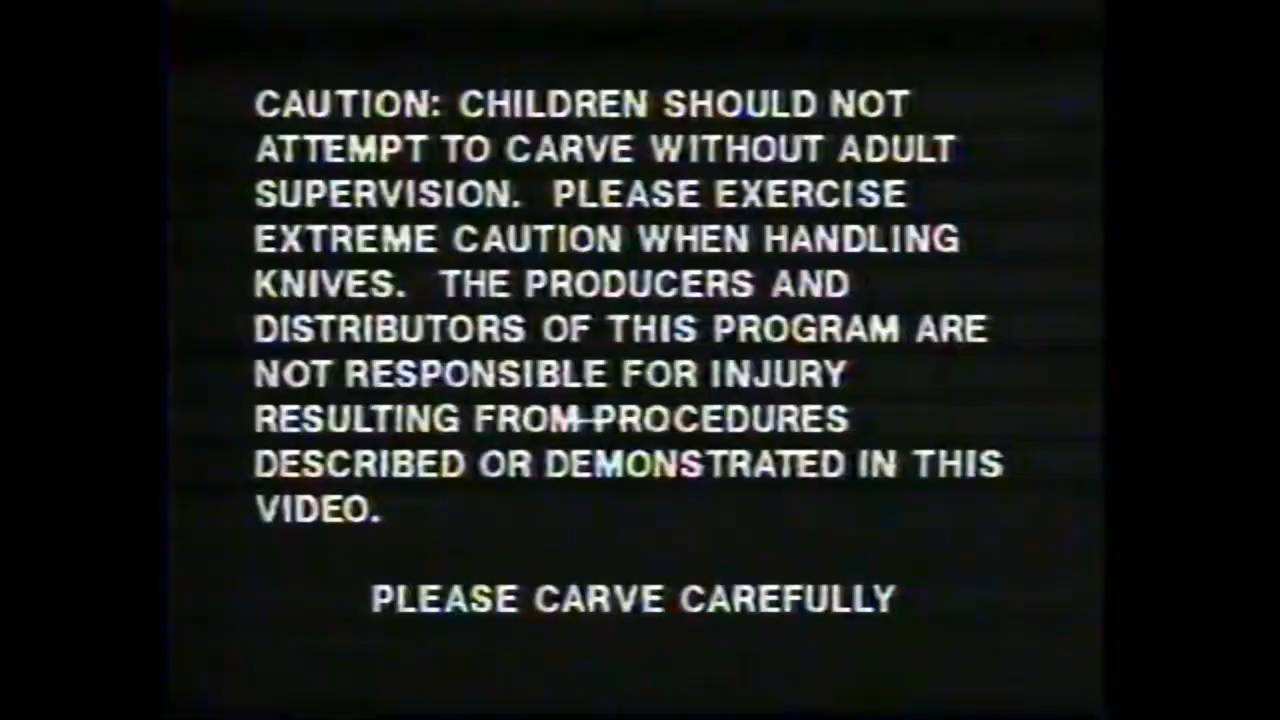 CAUTION: CHILDREN SHOULD NOT
ATTEMPT TO CARVE WITHOUT ADULT
SUPERVISION. PLEASE EXERCISE
EXTREME CAUTION WHEN HANDLING
KNIVES. THE PRODUCERS AND
DISTRIBUTORS OF THIS PROGRAM ARE
NOT RESPONSIBLE FOR INJURY
RESULTING FROM PROCEDURES
DESCRIBED OR DEMONSTRATED IN THIS
VIDEO.
PLEASE CARVE CAREFULLY